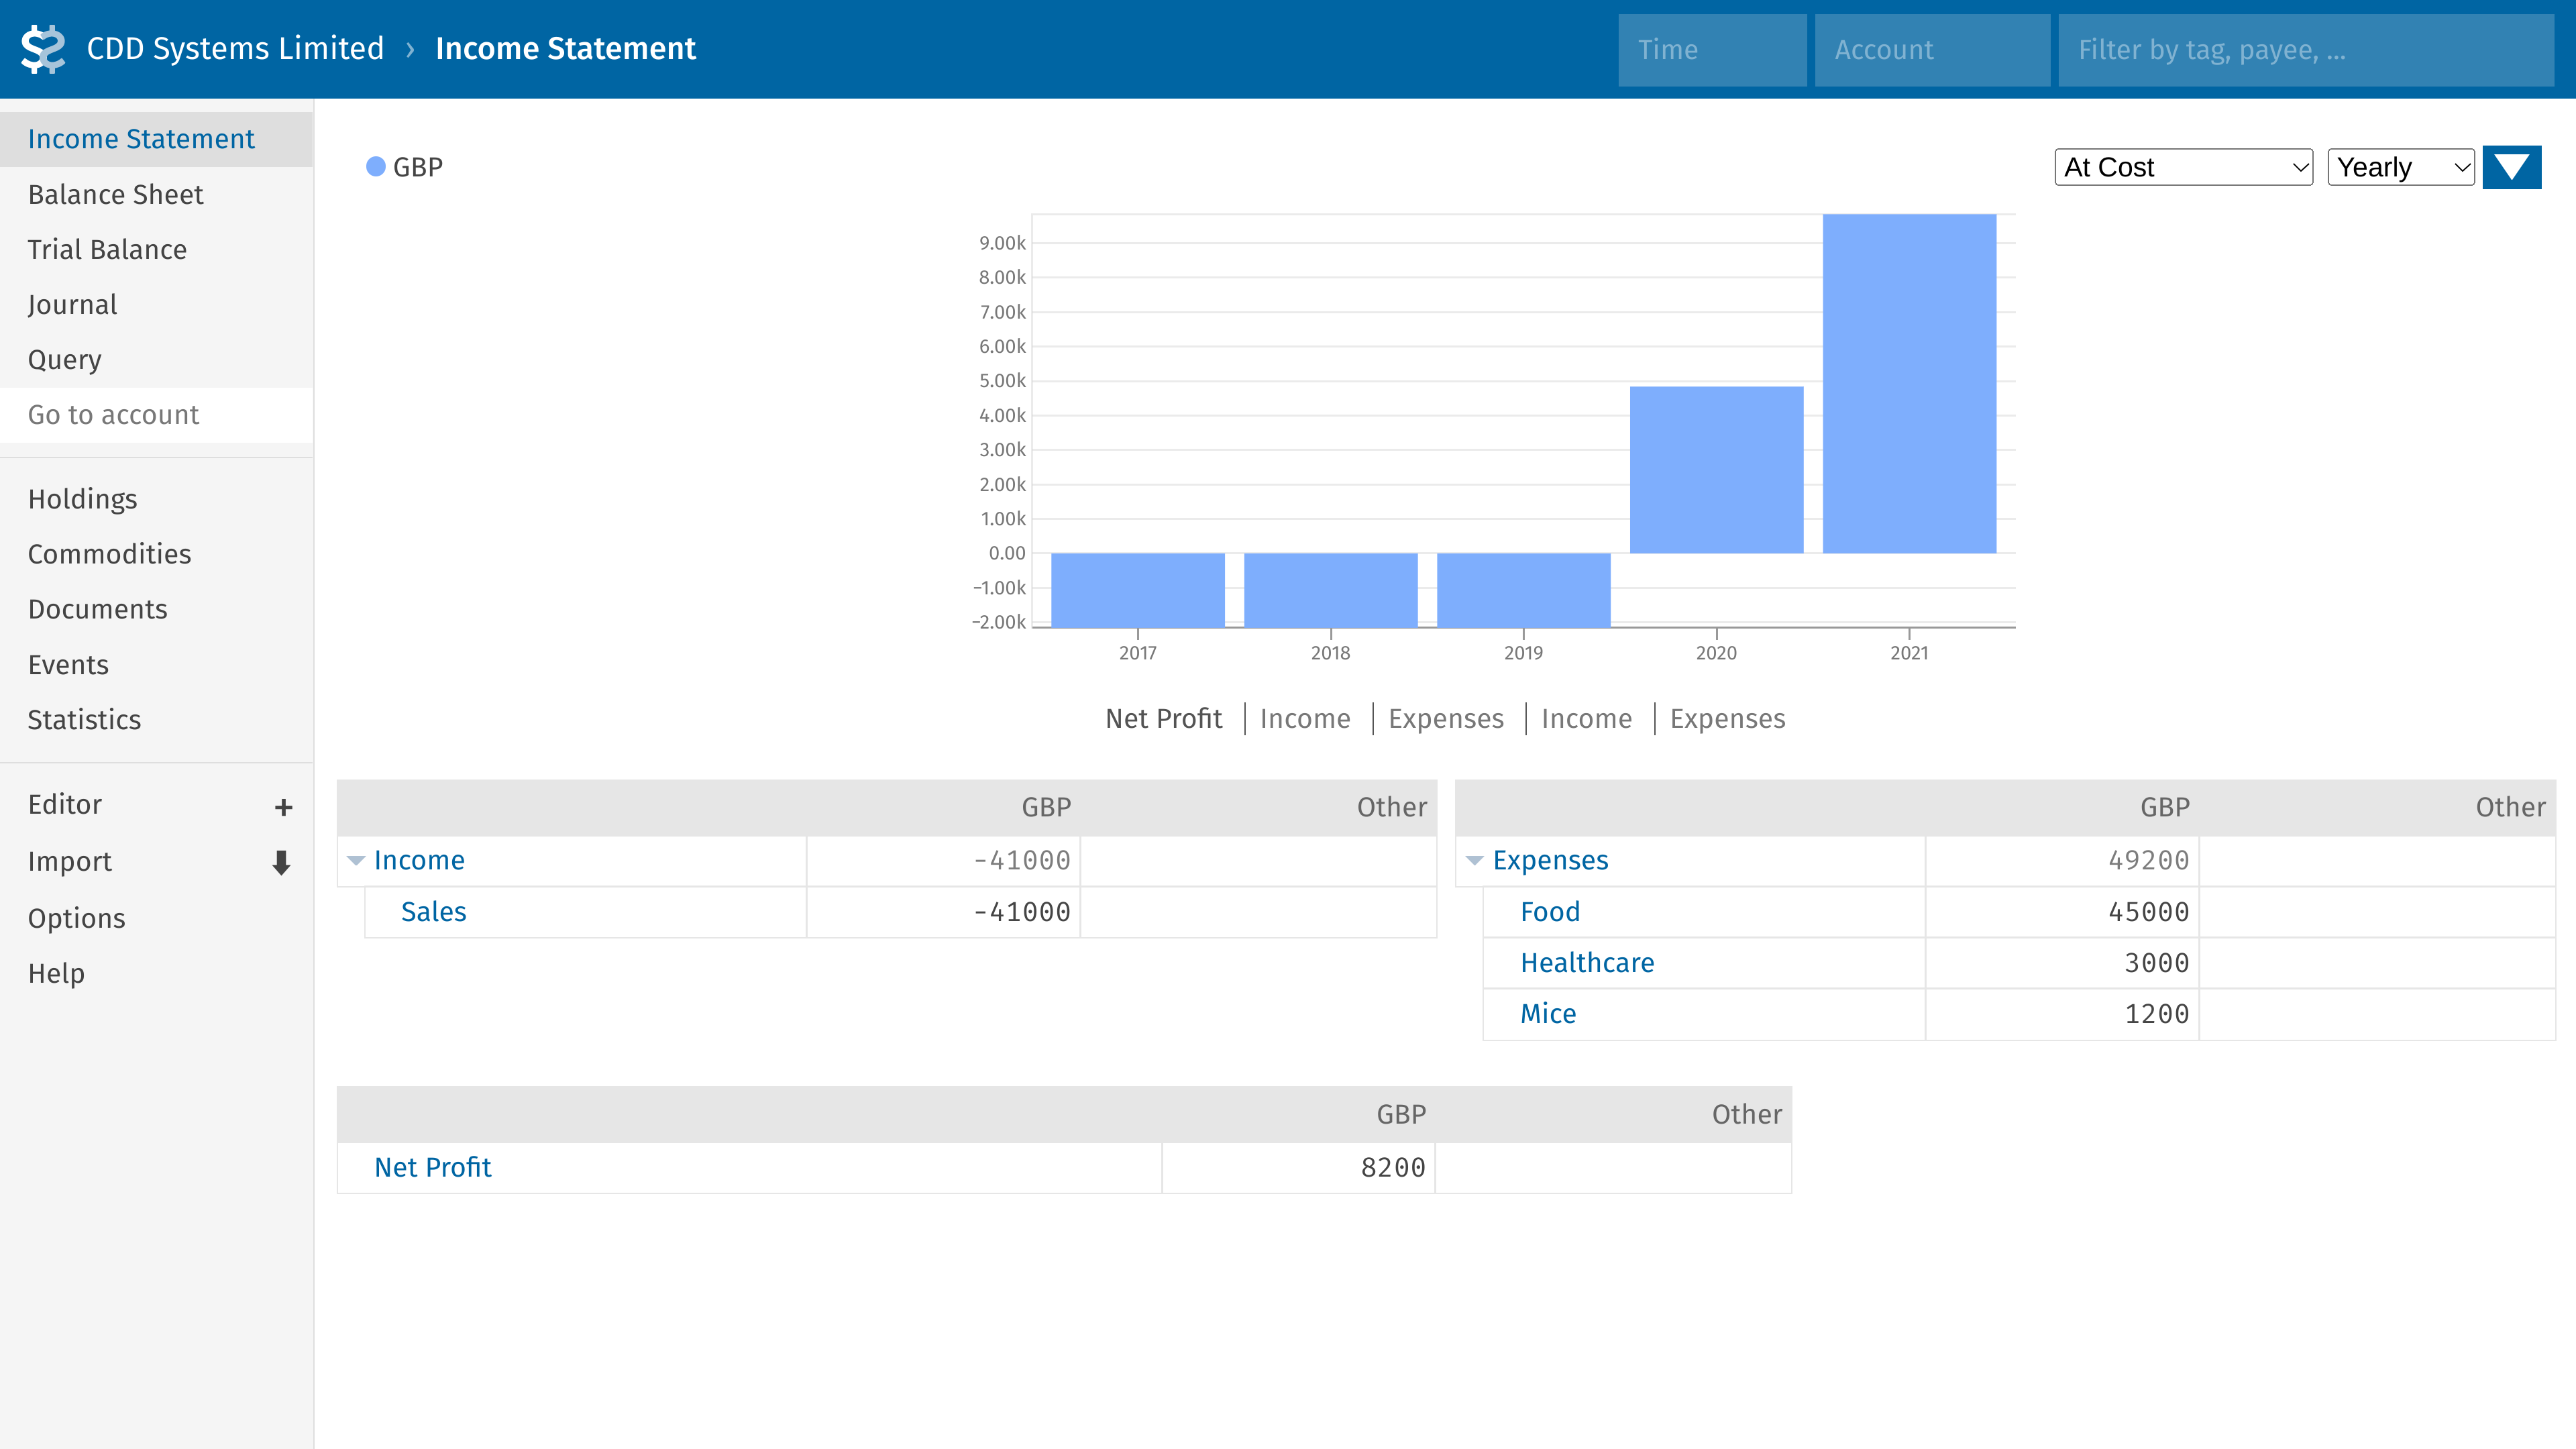 CDD Systems Limited › Income Statement
Time
Account
Filter by tag, payee, ...
Income Statement
Balance Sheet
Trial Balance
Journal
Query
Go to account
Holdings
Commodities
Documents
Events
Statistics
Editor +
Import
Options
Help
GBP
At Cost
Yearly
9.00k
8.00k
7.00k
6.00k
5.00k
4.00k
3.00k
2.00k
1.00k
0.00
−1.00k
−2.00k
2017 2018 2019 2020 2021
Net Profit Income Expenses Income Expenses
GBP Other
Income -41000
Sales -41000
GBP Other
Expenses 49200
Food 45000
Healthcare 3000
Mice 1200
GBP Other
Net Profit 8200